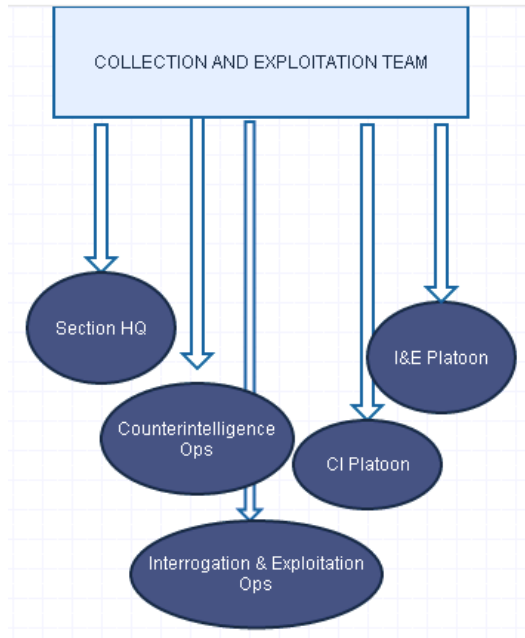 COLLECTION AND EXPLOITATION TEAM
Section HQ
I&E Platoon
Counterintelligence
Ops
CI Platoon
Interrogation & Exploitation
Ops